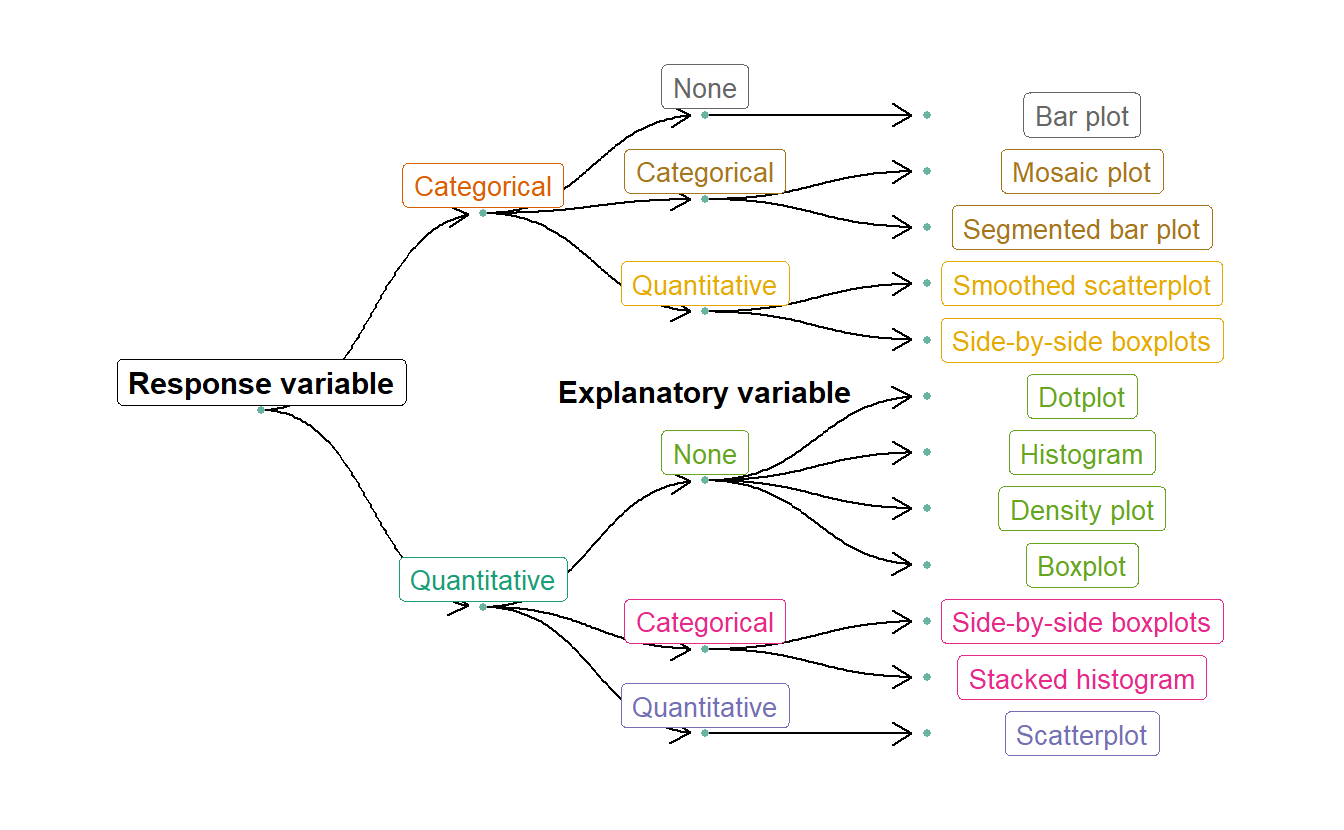 None
Bar plot
Categorical
Categorical
Mosaic plot
Segmented bar plot
Quantitative
Smoothed scatterplot
Side-by-side boxplots
Response variable
Explanatory variable
Dotplot
None
Histogram
Density plot
Boxplot
Quantitative
Categorical
Side-by-side boxplots
Stacked histogram
Quantitative
Scatterplot